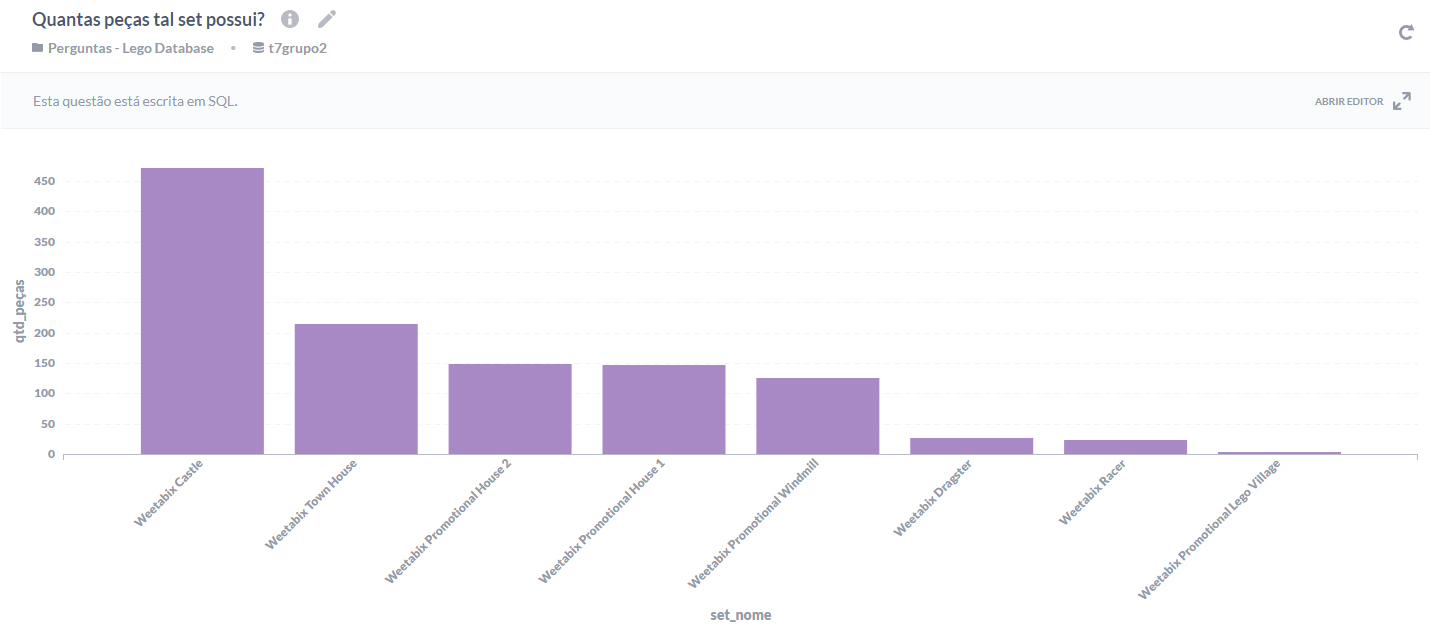 Quantas peças tal set possui?
Perguntas - Lego Database • t7grupo2
Esta questão está escrita em SQL.
ABRIR EDITOR
qtd_peças
450
400
350
300
250
200
150
100
50
0
Weetabix Castle
Weetabix Town House
Weetabix Promotional House 2
Weetabix Promotional House 1
Weetabix Promotional Windmill
Weetabix Dragster
Weetabix Racer
Weetabix Promotional Lego Village
set_nome